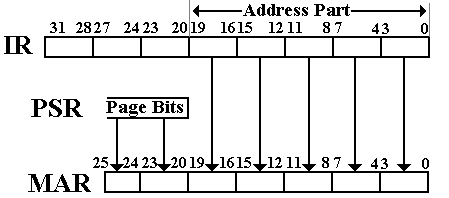 Address Part
31 28 27 24 23 20 19 16 15 12 11 8 7 4 3 0
IR
PSR Page Bits
25 24 23 20 19 16 15 12 11 8 7 4 3 0
MAR